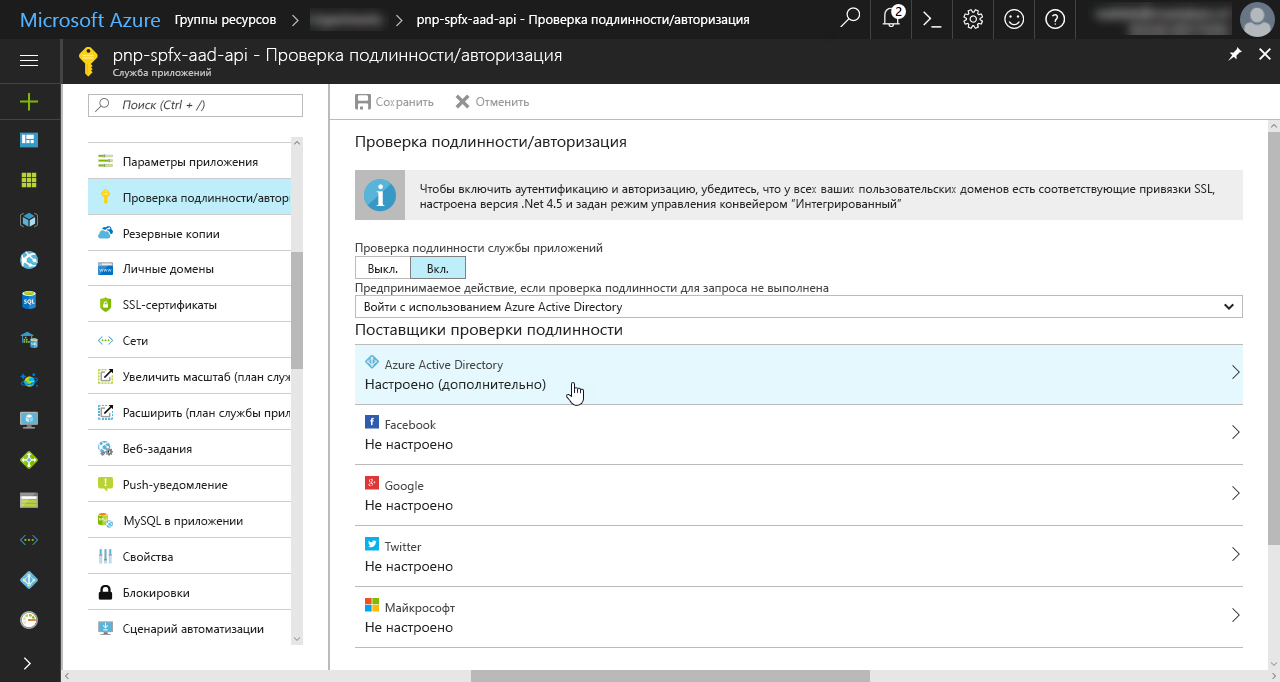 Microsoft Azure Группы ресурсов pnp-spfx-aad-api - Проверка подлинности/авторизация 2
pnp-spfx-aad-api - Проверка подлинности/авторизация
Служба приложений
Поиск (Ctrl + /)
Параметры приложения
Проверка подлинности/автор
Резервные копии
Личные домены
SSL-сертификаты
Сети
Увеличить масштаб (план служ
Расширить (план службы прил
Веб-задания
Push-уведомление
MySQL в приложении
Свойства
Блокировки
Сценарий автоматизации
Сохранить Отменить
Проверка подлинности/авторизация
Чтобы включить аутентификацию и авторизацию, убедитесь, что у всех ваших пользовательских доменов есть соответствующие привязки SSL,
настроена версия .Net 4.5 и задан режим управления конвейером "Интегрированный"
Проверка подлинности службы приложений
Выкл. Вкл.
Предпринимаемое действие, если проверка подлинности для запроса не выполнена
Войти с использованием Azure Active Directory
Поставщики проверки подлинности
Azure Active Directory
Настроено (дополнительно)
Facebook
Не настроено
Google
Не настроено
Twitter
Не настроено
Майкрософт
Не настроено